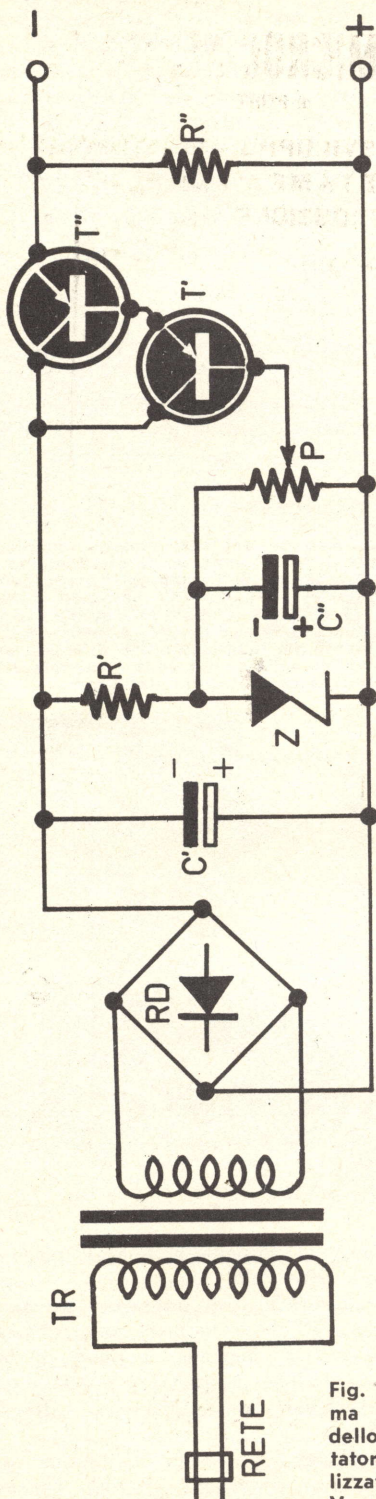 RETE
TR
RD
C'
−
+
R'
Z
−
+
C"
P
T'
T"
R"
−
+
Fig.
ma
dello
tator
lizzat